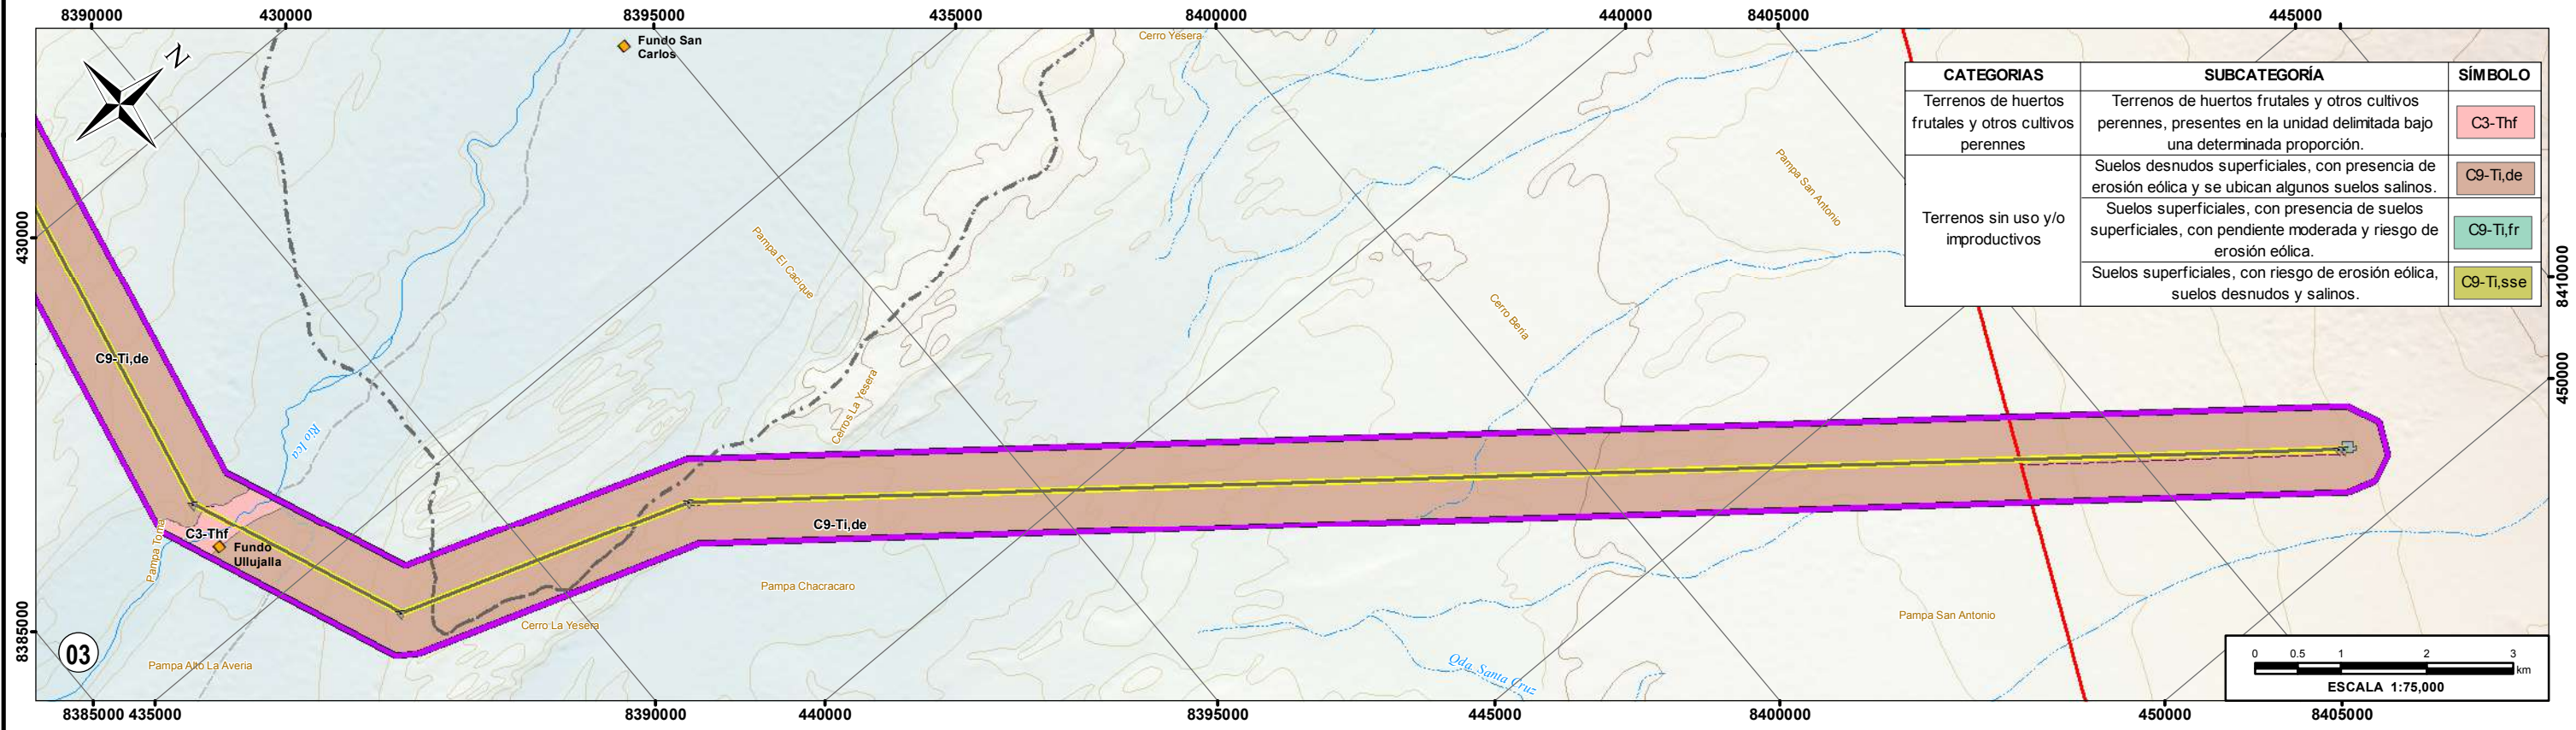 8390000
430000
8395000
435000
8400000
440000
8405000
445000
N
Fundo San
Carlos
Cerro Yesera
CATEGORIAS
SUBCATEGORÍA
SÍMBOLO
Terrenos de huertos
frutales y otros cultivos
perennes
Terrenos de huertos frutales y otros cultivos
perennes, presentes en la unidad delimitada bajo
una determinada proporción.
C3-Thf
Terrenos sin uso y/o
improductivos
Suelos desnudos superficiales, con presencia de
erosión eólica y se ubican algunos suelos salinos.
C9-Ti,de
Suelos superficiales, con presencia de suelos
superficiales, con pendiente moderada y riesgo de
erosión eólica.
C9-Ti,fr
Suelos superficiales, con riesgo de erosión eólica,
suelos desnudos y salinos.
C9-Ti,sse
Pampa San Antonio
430000
Pampa El Cacique
8410000
Cerro Bería
450000
C9-Ti,de
Cerros La Yesera
Río Ica
C9-Ti,de
C3-Thf
Fundo
Ullujalla
Pampa Toma
Pampa Chacracaro
Pampa San Antonio
Cerro La Yesera
8385000
03
Pampa Alto La Averia
Qda. Santa Cruz
0 0.5 1 2 3
km
ESCALA 1:75,000
8385000
435000
8390000
440000
8395000
445000
8400000
450000
8405000